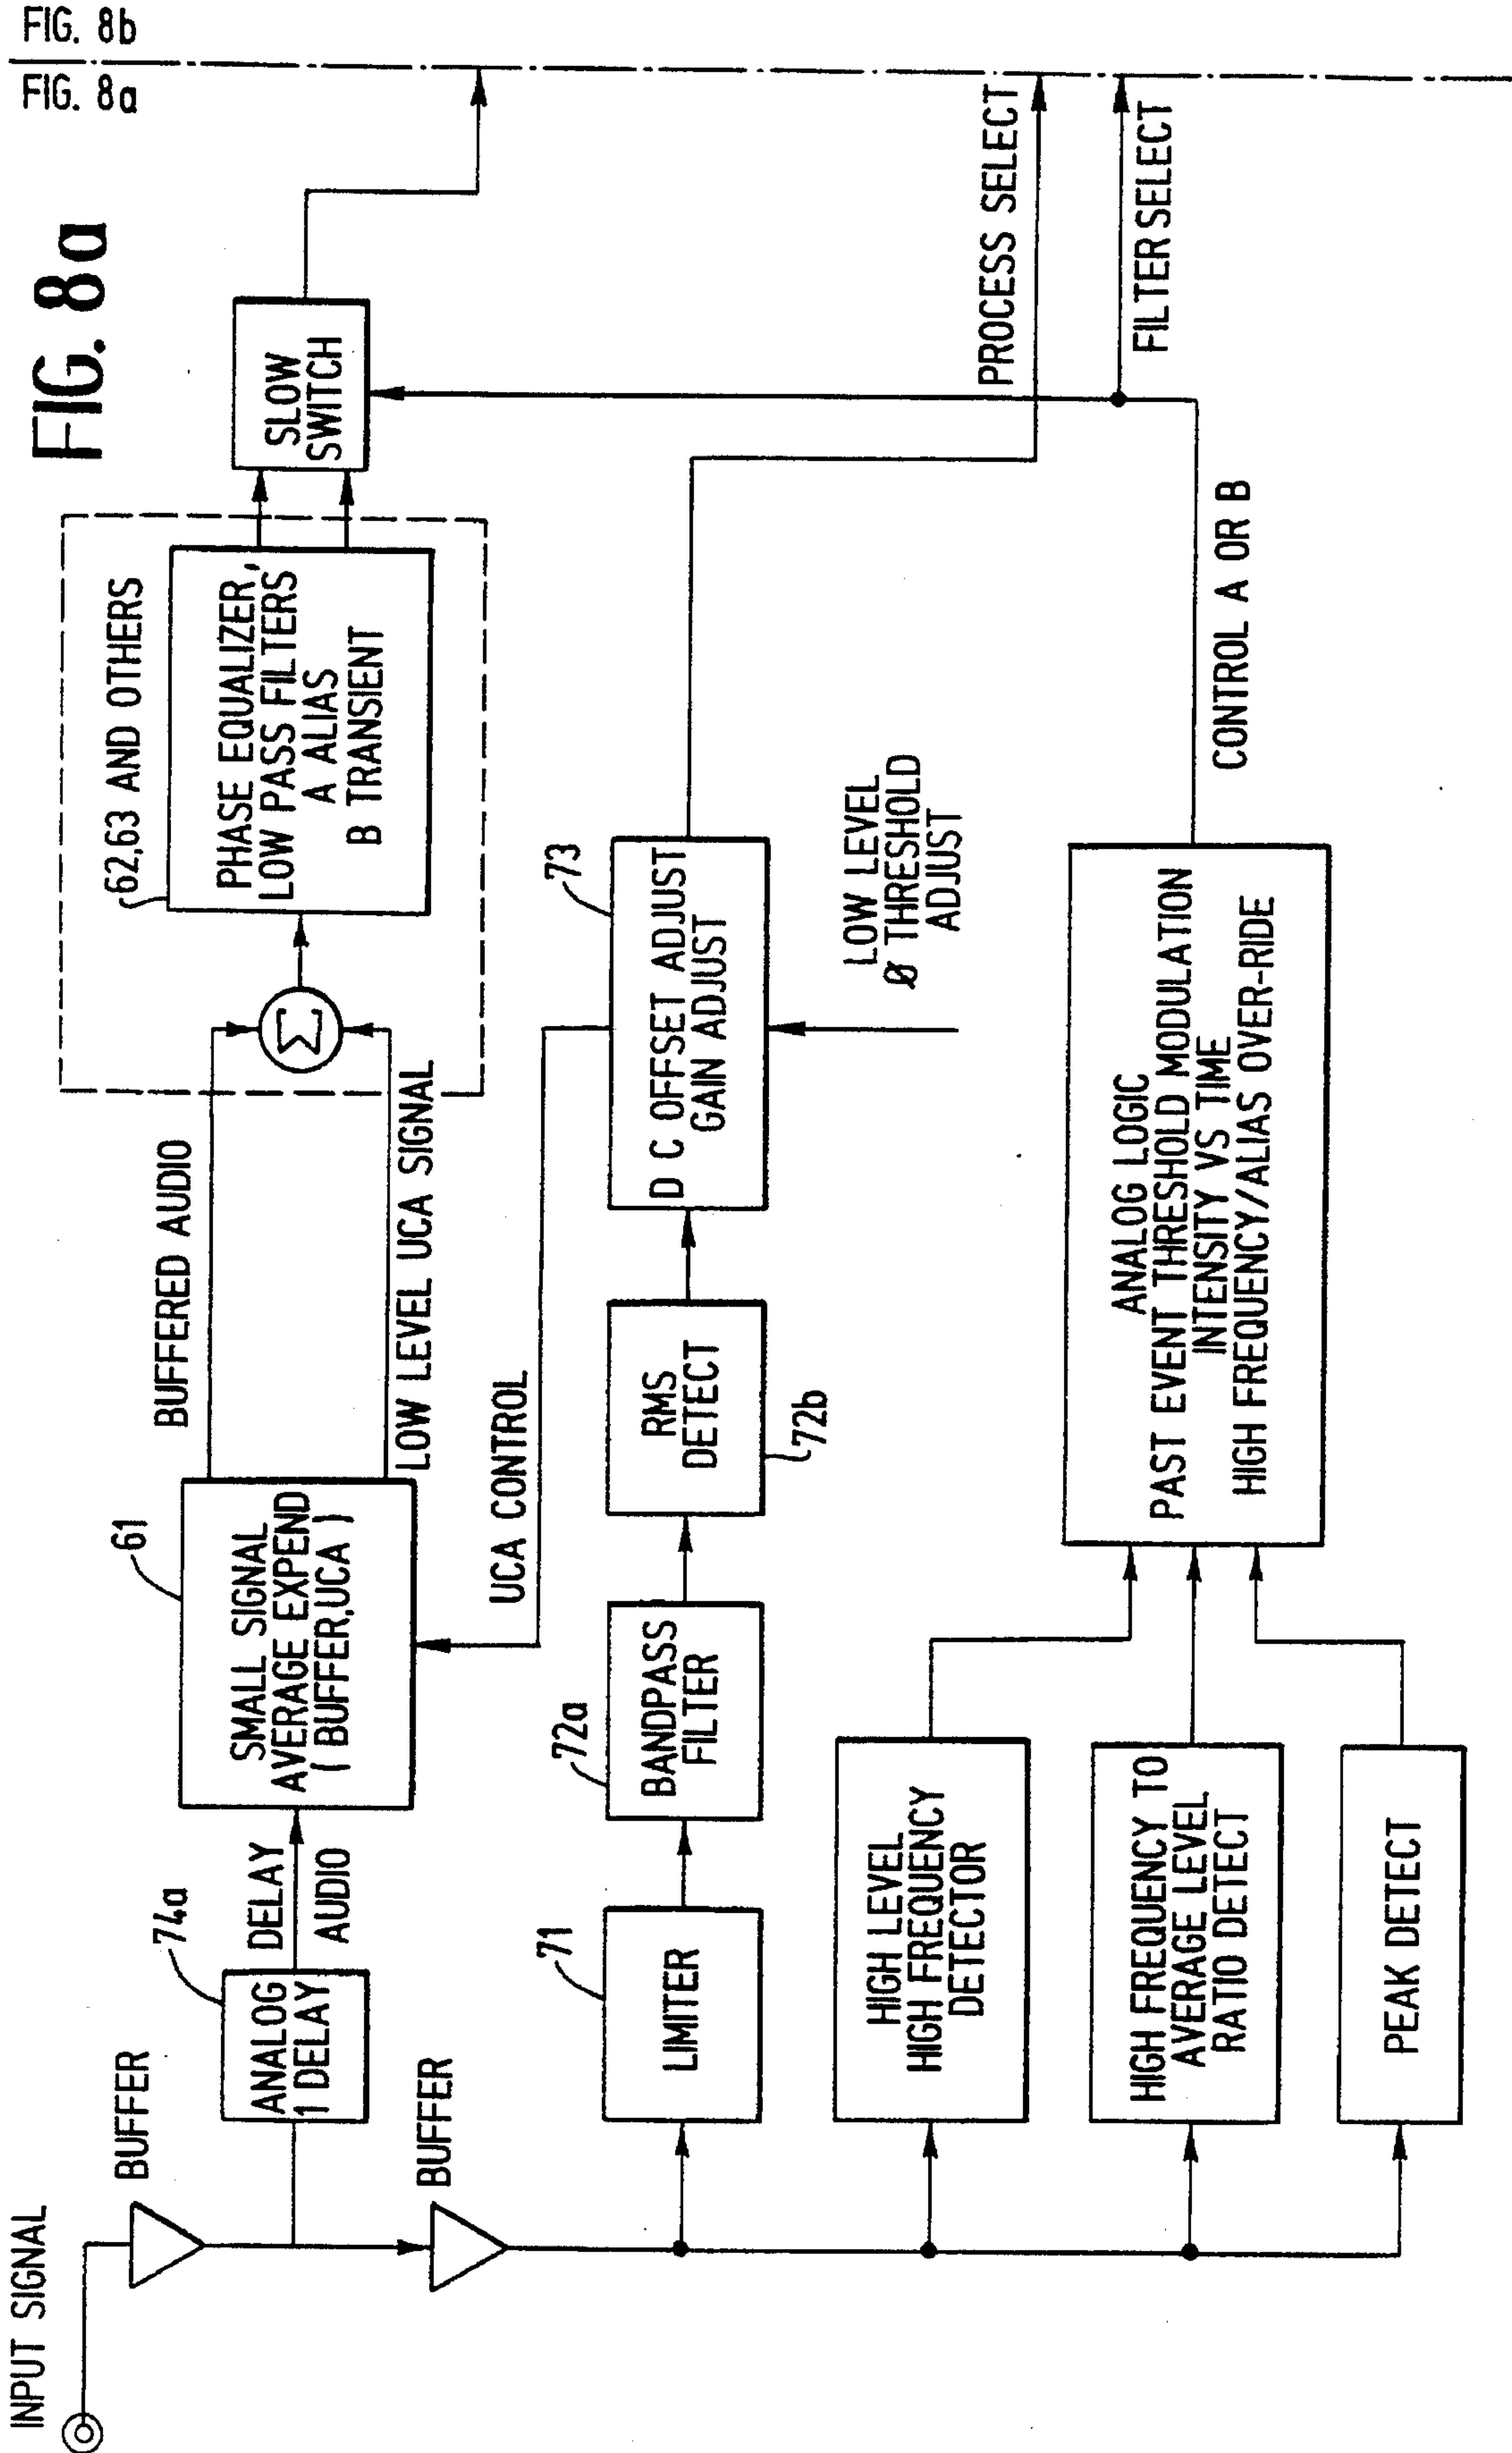 FIG. 8a
FIG. 8a
FIG. 8b
INPUT SIGNAL
BUFFER
74a
ANALOG
1 DELAY
DELAY
AUDIO
61
SMALL SIGNAL
AVERAGE EXPEND
( BUFFER,UCA )
BUFFERED AUDIO
LOW LEVEL UCA SIGNAL
Σ
62,63 AND OTHERS
PHASE EQUALIZER,
LOW PASS FILTERS
A ALIAS
B TRANSIENT
SLOW
SWITCH
BUFFER
UCA CONTROL
71
LIMITER
72a
BANDPASS
FILTER
RMS
DETECT
72b
73
D C OFFSET ADJUST
GAIN ADJUST
LOW LEVEL
Ø THRESHOLD
ADJUST
PROCESS SELECT
FILTER SELECT
HIGH LEVEL
HIGH FREQUENCY
DETECTOR
HIGH FREQUENCY TO
AVERAGE LEVEL
RATIO DETECT
PEAK DETECT
ANALOG LOGIC
PAST EVENT THRESHOLD MODULATION
INTENSITY VS TIME
HIGH FREQUENCY/ALIAS OVER-RIDE
CONTROL A OR B